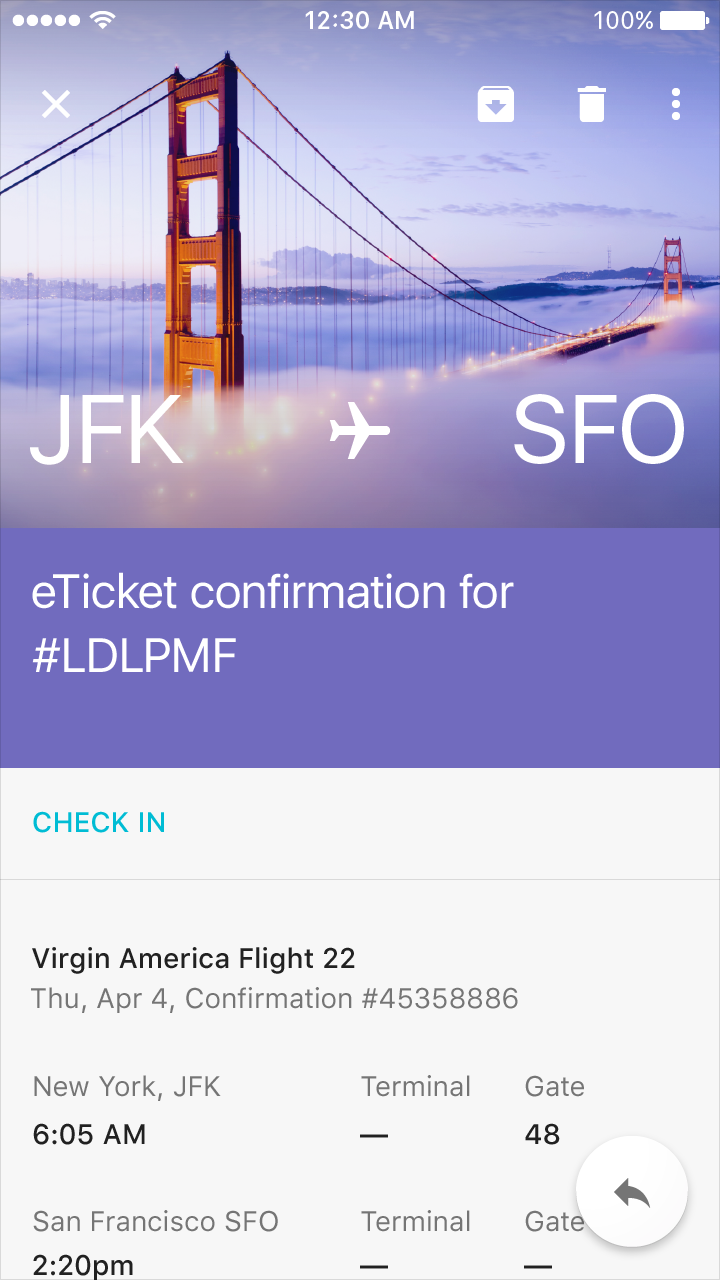 12:30 AM 100%
JFK SFO
eTicket confirmation for
#LDLPMF
CHECK IN
Virgin America Flight 22
Thu, Apr 4, Confirmation #45358886
New York, JFK Terminal Gate
6:05 AM — 48
San Francisco SFO Terminal Gate
2:20pm — —